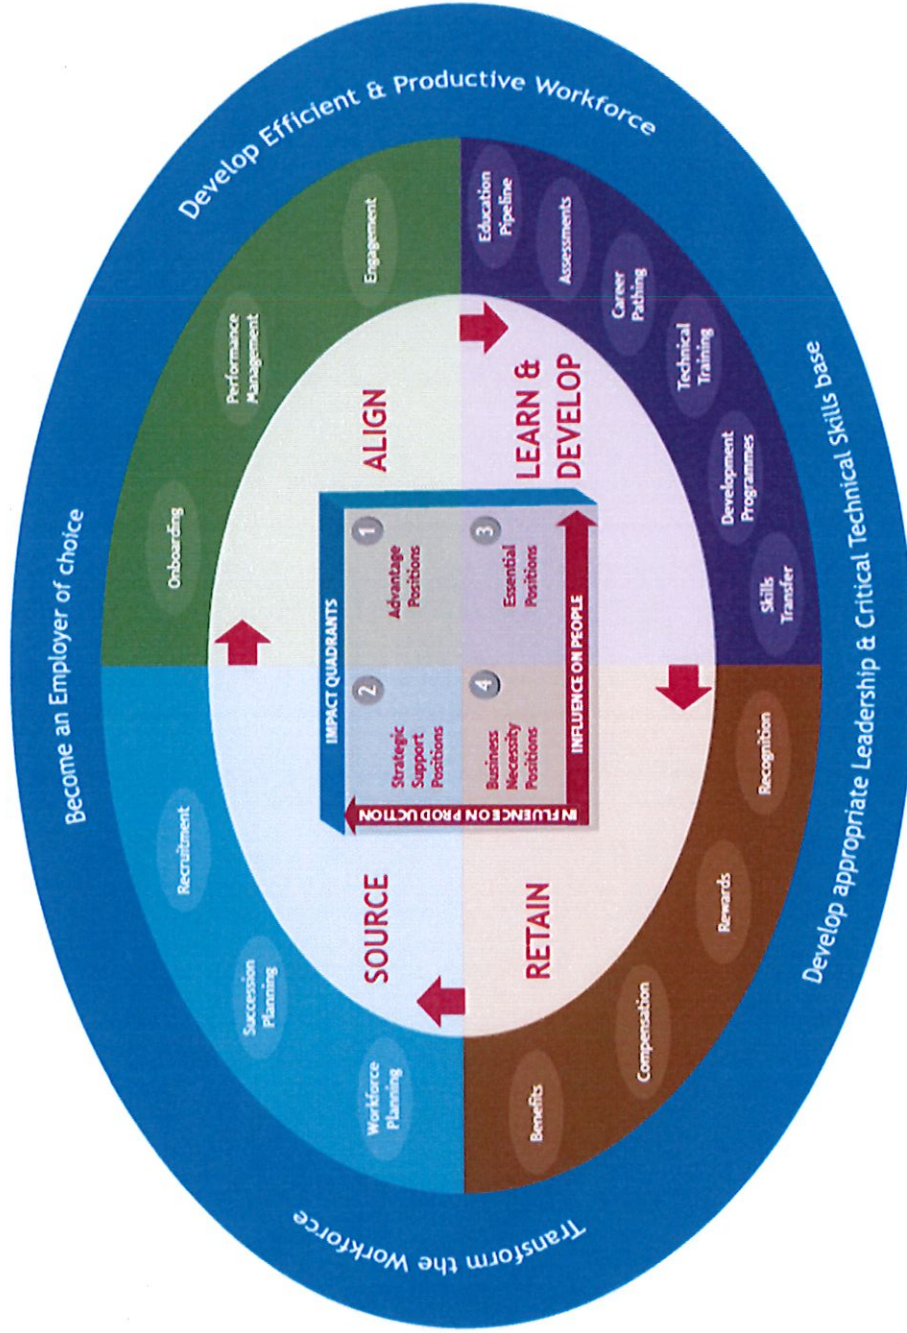 Become an Employer of choice
Develop Efficient & Productive Workforce
Develop appropriate Leadership & Critical Technical Skills base
Transform the Workforce
Workforce
Planning
Succession
Planning
Recruitment
Onboarding
Performance
Management
Engagement
Education
Pipeline
Assessments
Career
Pathing
Technical
Training
Development
Programmes
Skills
Transfer
Recognition
Rewards
Compensation
Benefits
SOURCE
ALIGN
LEARN &
DEVELOP
RETAIN
IMPACT QUADRANTS
INFLUENCE ON PRODUCTION
INFLUENCE ON PEOPLE
2
Strategic
Support
Positions
1
Advantage
Positions
4
Business
Necessity
Positions
3
Essential
Positions